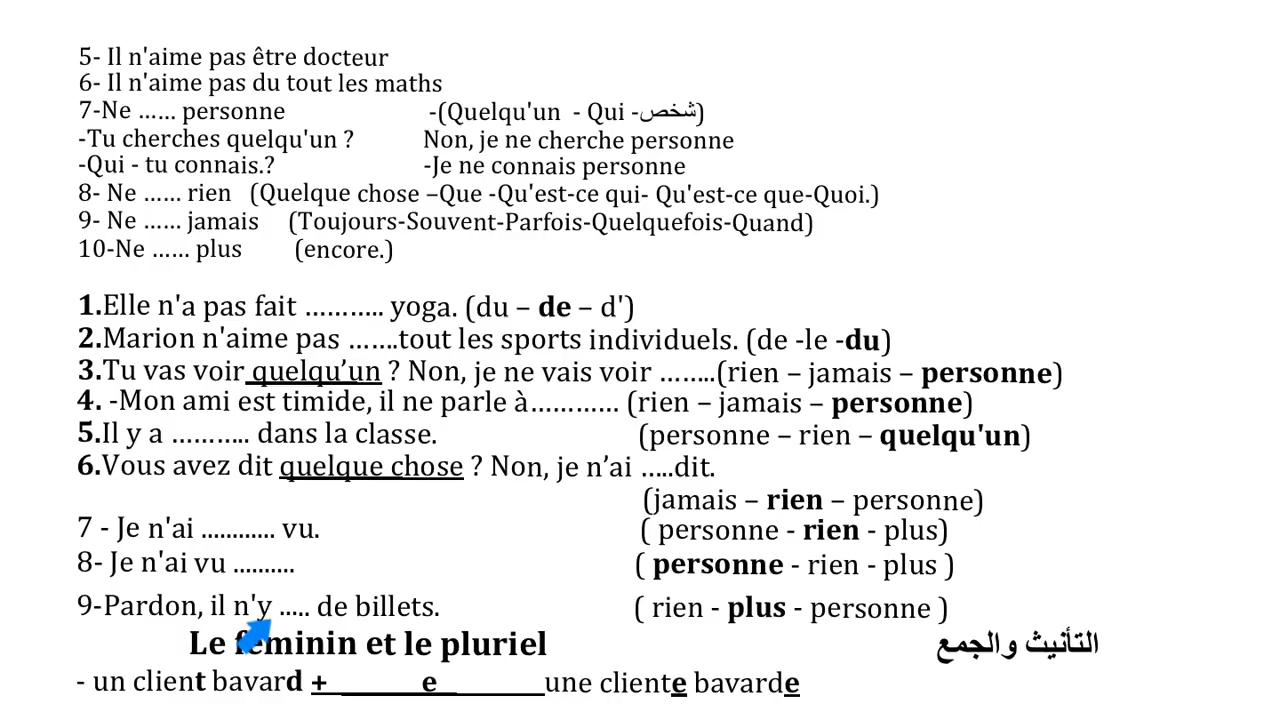 5- Il n'aime pas être docteur
6- Il n'aime pas du tout les maths
7-Ne …… personne -(Quelqu'un - Qui -شخص)
-Tu cherches quelqu'un ? Non, je ne cherche personne
-Qui - tu connais.? -Je ne connais personne
8- Ne …… rien (Quelque chose –Que -Qu'est-ce qui- Qu'est-ce que-Quoi.)
9- Ne …… jamais (Toujours-Souvent-Parfois-Quelquefois-Quand)
10-Ne …… plus (encore.)
1.Elle n'a pas fait ……….. yoga. (du – de – d')
2.Marion n'aime pas …….tout les sports individuels. (de -le -du)
3.Tu vas voir quelqu’un ? Non, je ne vais voir ……..(rien – jamais – personne)
4. -Mon ami est timide, il ne parle à………… (rien – jamais – personne)
5.Il y a ……….. dans la classe. (personne – rien – quelqu'un)
6.Vous avez dit quelque chose ? Non, je n’ai …..dit.
(jamais – rien – personne)
7 - Je n'ai ............ vu. ( personne - rien - plus)
8- Je n'ai vu .......... ( personne - rien - plus )
9-Pardon, il n'y ..... de billets. ( rien - plus - personne )
Le féminin et le pluriel التأنيث والجمع
- un client bavard + ______e______une cliente bavarde